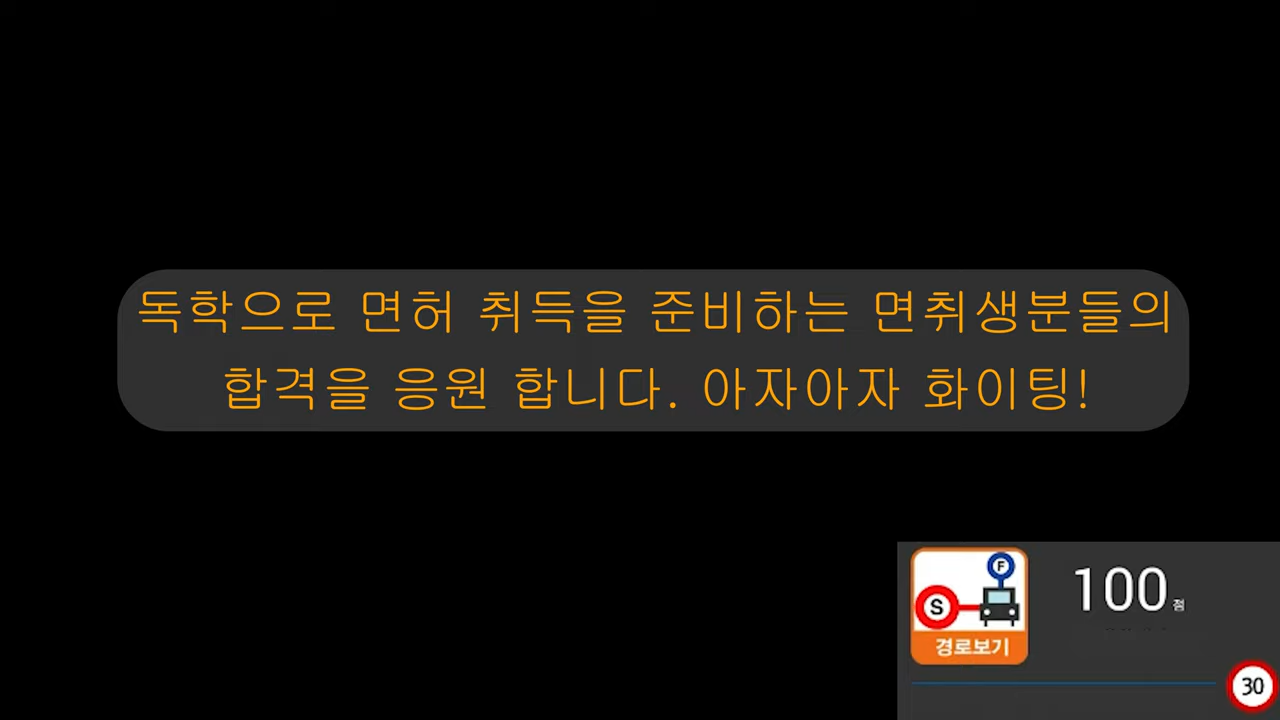 독학으로 면허 취득을 준비하는 면취생분들의
합격을 응원 합니다. 아자아자 화이팅!
F
S
경로보기
100점
30